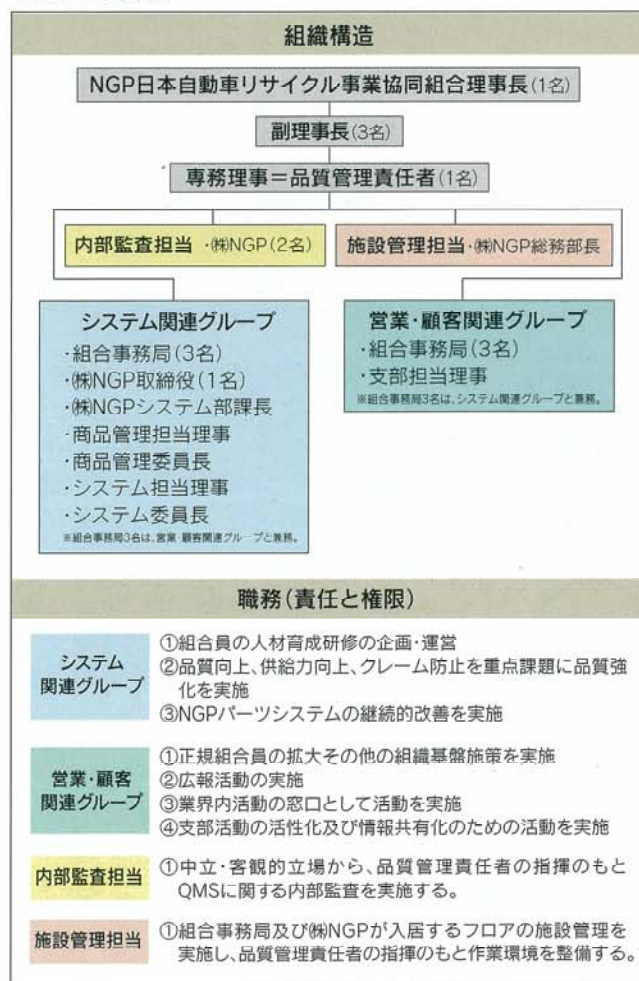 組織構造
NGP日本自動車リサイクル事業協同組合理事長(1名)
副理事長(3名)
専務理事=品質管理責任者(1名)
内部監査担当・㈱NGP(2名)
施設管理担当・㈱NGP総務部長
システム関連グループ
・組合事務局(3名)
・㈱NGP取締役(1名)
・㈱NGPシステム部課長
・商品管理担当理事
・商品管理委員長
・システム担当理事
・システム委員長
※組合事務局3名は、営業・顧客関連グループと兼務。
営業・顧客関連グループ
・組合事務局(3名)
・支部担当理事
※組合事務局3名は、システム関連グループと兼務。
職務(責任と権限)
システム
関連グループ
①組合員の人材育成研修の企画・運営
②品質向上、供給力向上、クレーム防止を重点課題に品質強
化を実施
③NGPパーツシステムの継続的改善を実施
営業・顧客
関連グループ
①正規組合員の拡大その他の組織基盤施策を実施
②広報活動の実施
③業界内活動の窓口として活動を実施
④支部活動の活性化及び情報共有化のための活動を実施
内部監査担当
①中立・客観的立場から、品質管理責任者の指揮のもと
QMSに関する内部監査を実施する。
施設管理担当
①組合事務局及び㈱NGPが入居するフロアの施設管理を
実施し、品質管理責任者の指揮のもと作業環境を整備する。